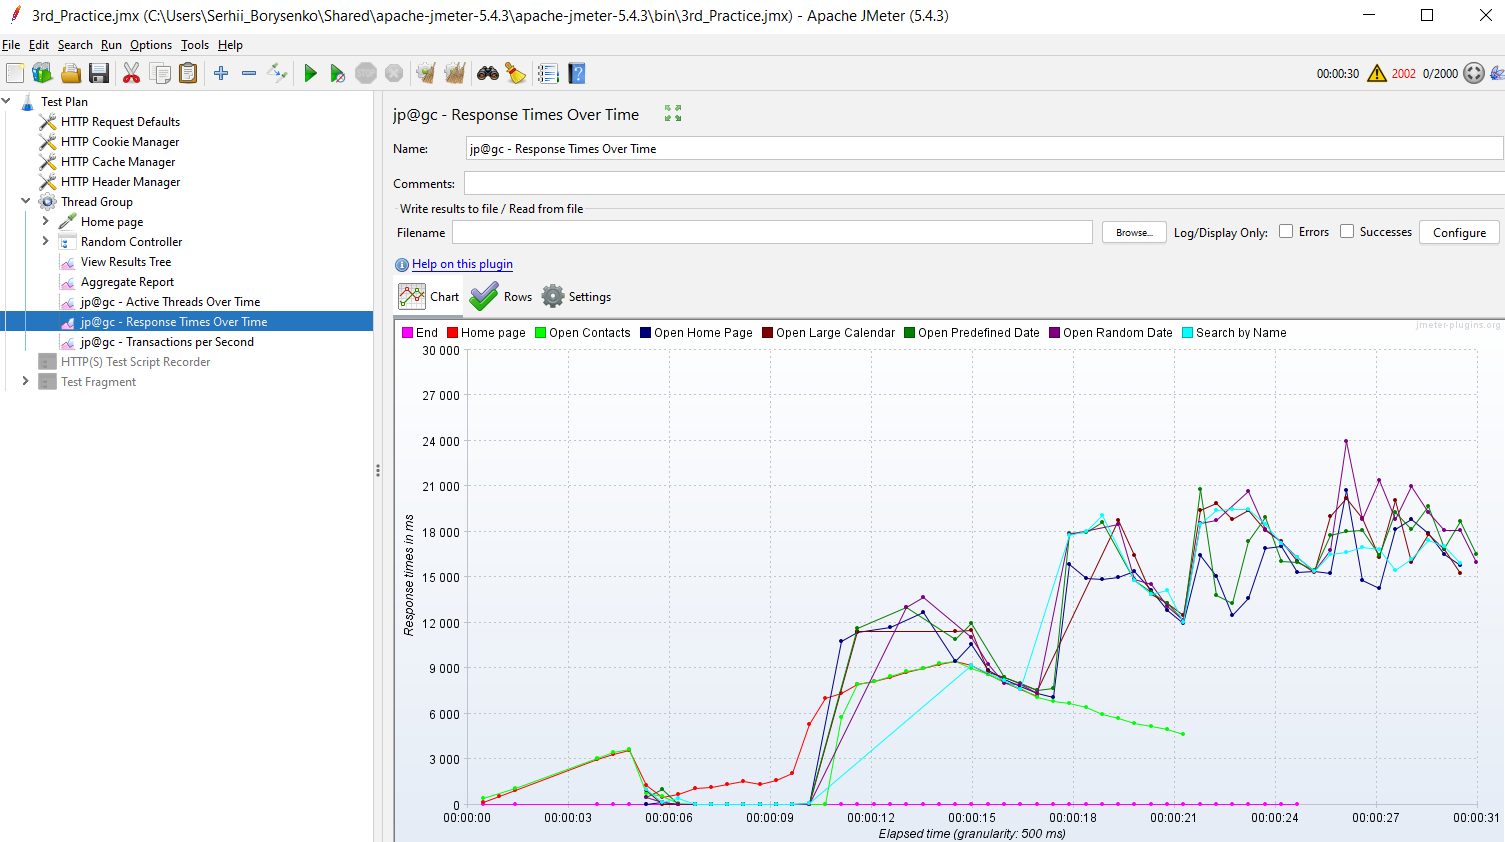 3rd_Practice.jmx (C:\Users\Serhii_Borysenko\Shared\apache-jmeter-5.4.3\apache-jmeter-5.4.3\bin\3rd_Practice.jmx) - Apache JMeter (5.4.3)
File Edit Search Run Options Tools Help
STOP 00:00:30 2002 0/2000
Test Plan
HTTP Request Defaults
HTTP Cookie Manager
HTTP Cache Manager
HTTP Header Manager
Thread Group
Home page
Random Controller
View Results Tree
Aggregate Report
jp@gc - Active Threads Over Time
jp@gc - Response Times Over Time
jp@gc - Transactions per Second
HTTP(S) Test Script Recorder
Test Fragment
jp@gc - Response Times Over Time
Name: jp@gc - Response Times Over Time
Comments:
Write results to file / Read from file
Filename Browse... Log/Display Only: Errors Successes Configure
Help on this plugin
Chart Rows Settings
jmeter-plugins.org
End Home page Open Contacts Open Home Page Open Large Calendar Open Predefined Date Open Random Date Search by Name
30 000
27 000
24 000
21 000
18 000
15 000
12 000
9 000
6 000
3 000
0
Response times in ms
00:00:00 00:00:03 00:00:06 00:00:09 00:00:12 00:00:15 00:00:18 00:00:21 00:00:24 00:00:27 00:00:31
Elapsed time (granularity: 500 ms)